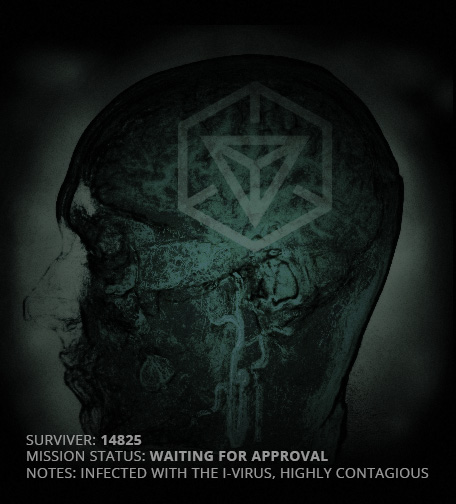 SURVIVER: 14825
MISSION STATUS: WAITING FOR APPROVAL
NOTES: INFECTED WITH THE I-VIRUS, HIGHLY CONTAGIOUS